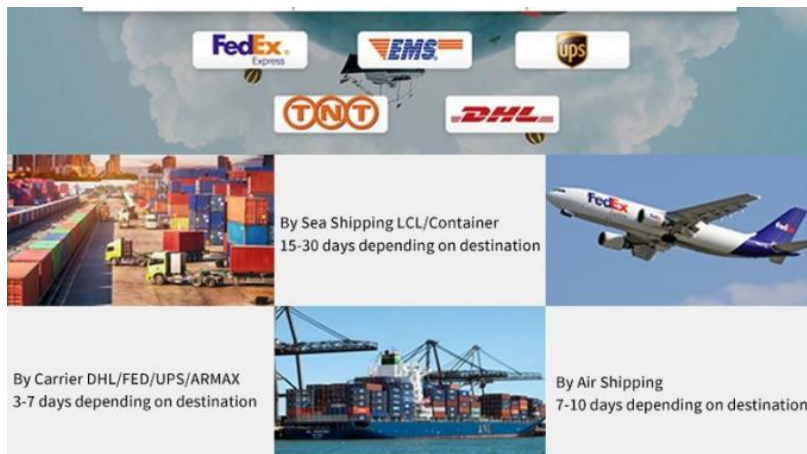 FedEx.
Express
EMS
ups
TNT
DHL
By Sea Shipping LCL/Container
15-30 days depending on destination
FedEx
FedEx
By Carrier DHL/FED/UPS/ARMAX
3-7 days depending on destination
By Air Shipping
7-10 days depending on destination